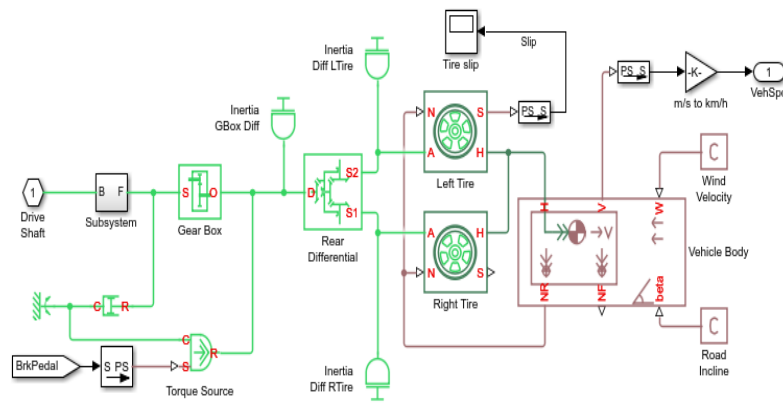 Inertia
Diff LTire
Tire slip
Slip
PS S
PS S
-K-
m/s to km/h
1
VehSpd
Inertia
GBox Diff
N
S
A
H
Left Tire
C
Wind
Velocity
1
Drive
Shaft
B
F
Subsystem
S
O
Gear Box
D
S2
S1
Rear
Differential
A
H
N
S
Right Tire
H
V
W
V
NR
NF
beta
Vehicle Body
C
R
C
S
R
Torque Source
BrkPedal
S PS
Inertia
Diff RTire
C
Road
Incline